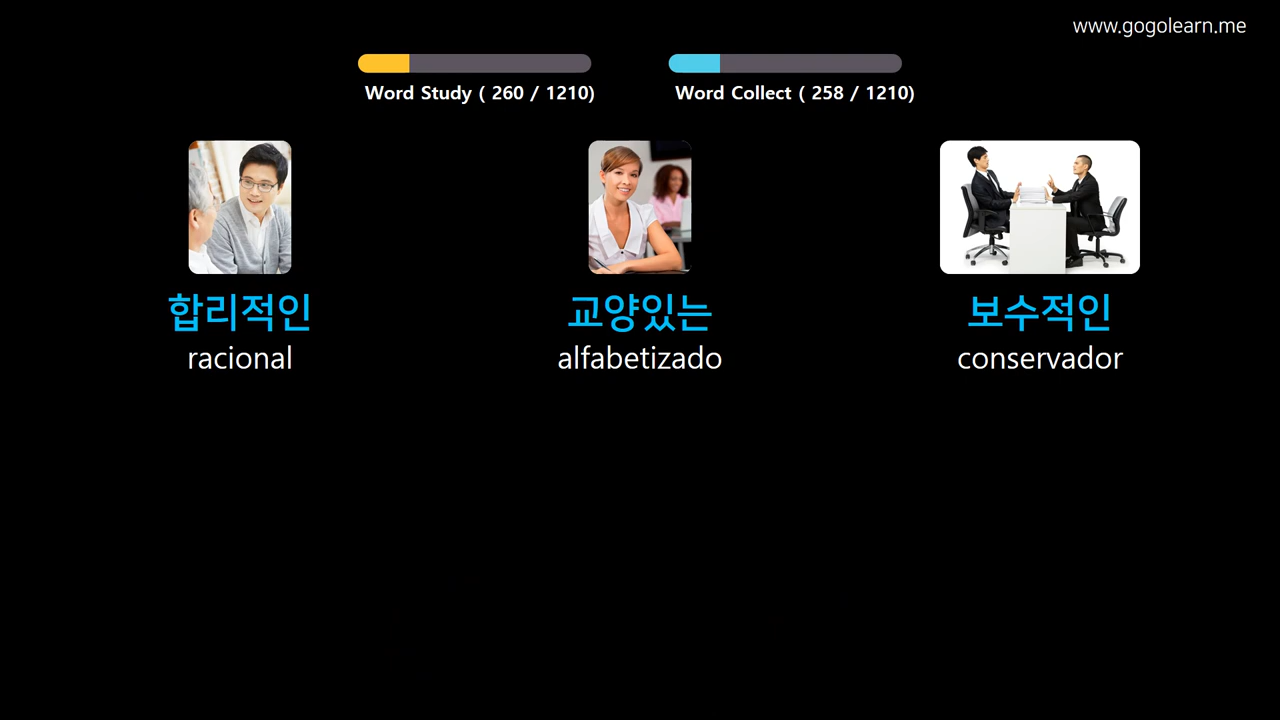 www.gogolearn.me
Word Study ( 260 / 1210)
Word Collect ( 258 / 1210)
합리적인
교양있는
보수적인
racional
alfabetizado
conservador